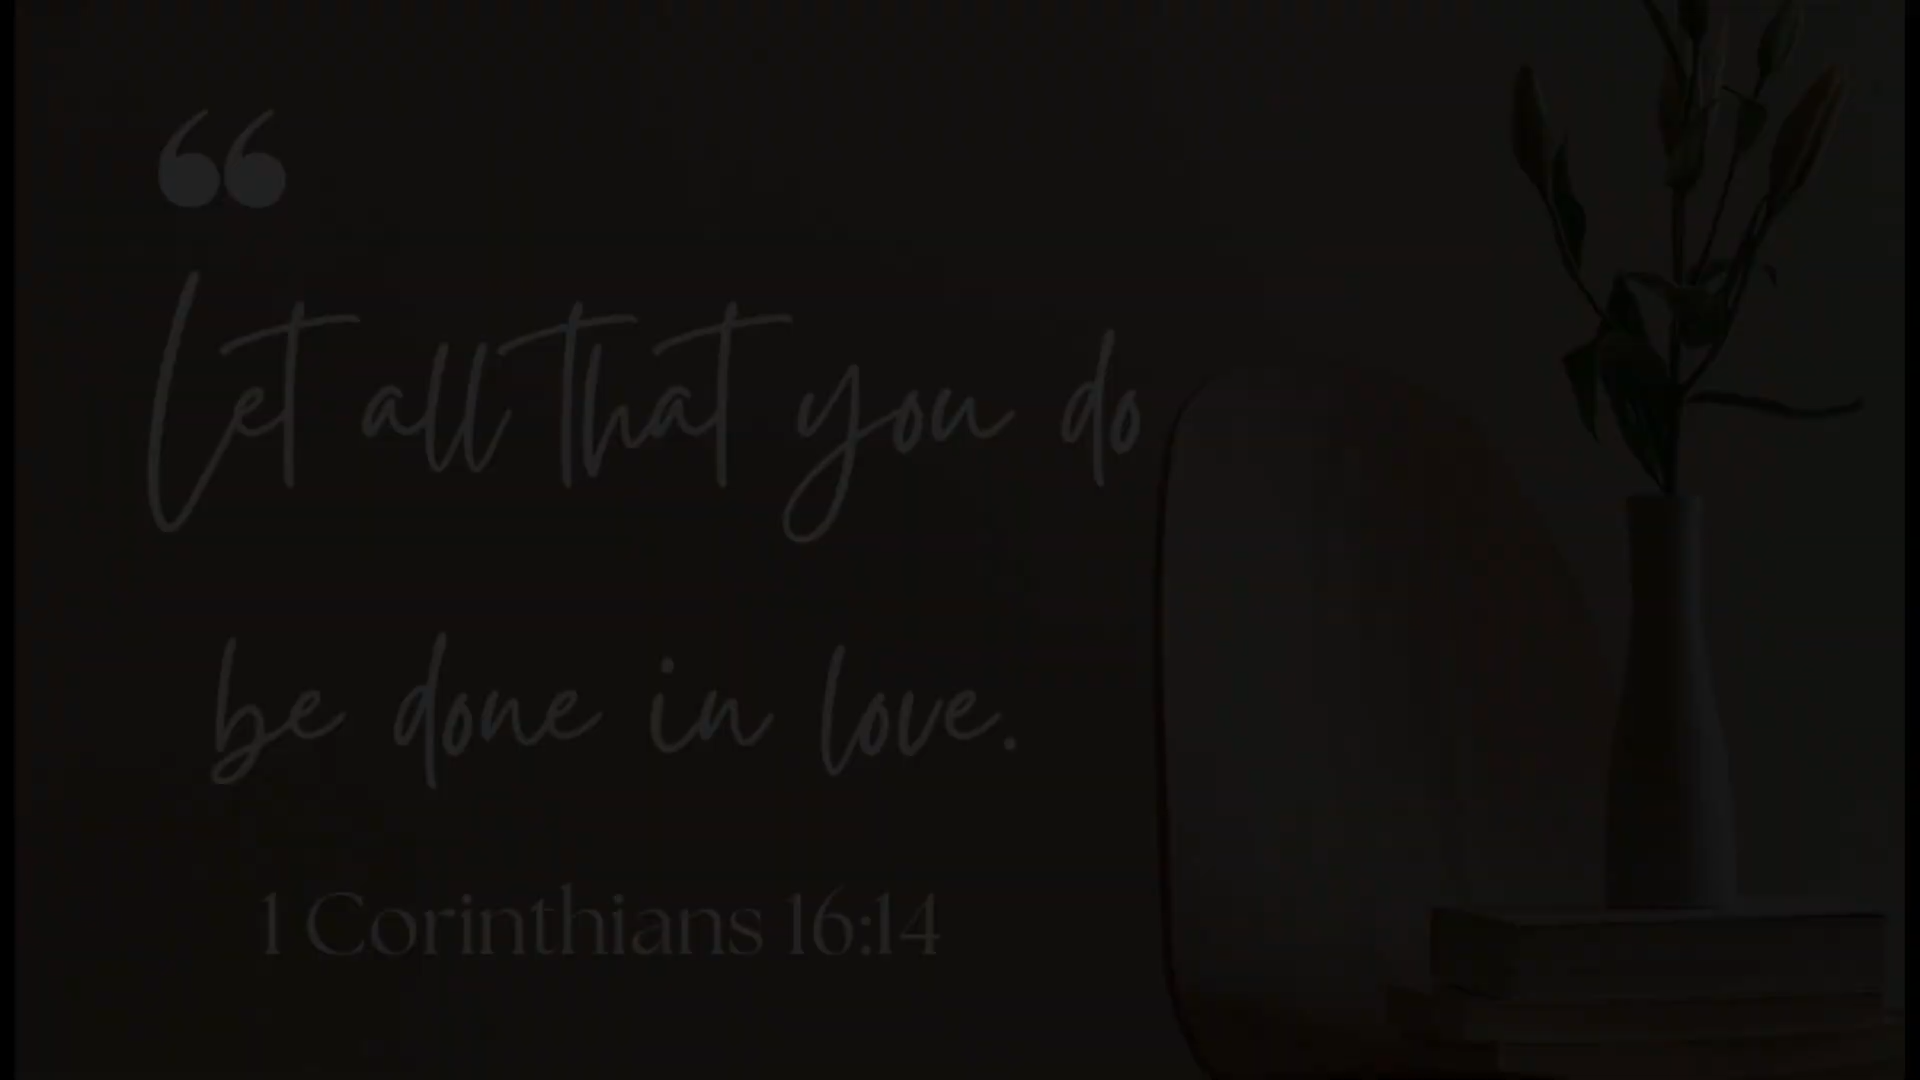 “
Let all that you do
be done in love.
1 Corinthians 16:14